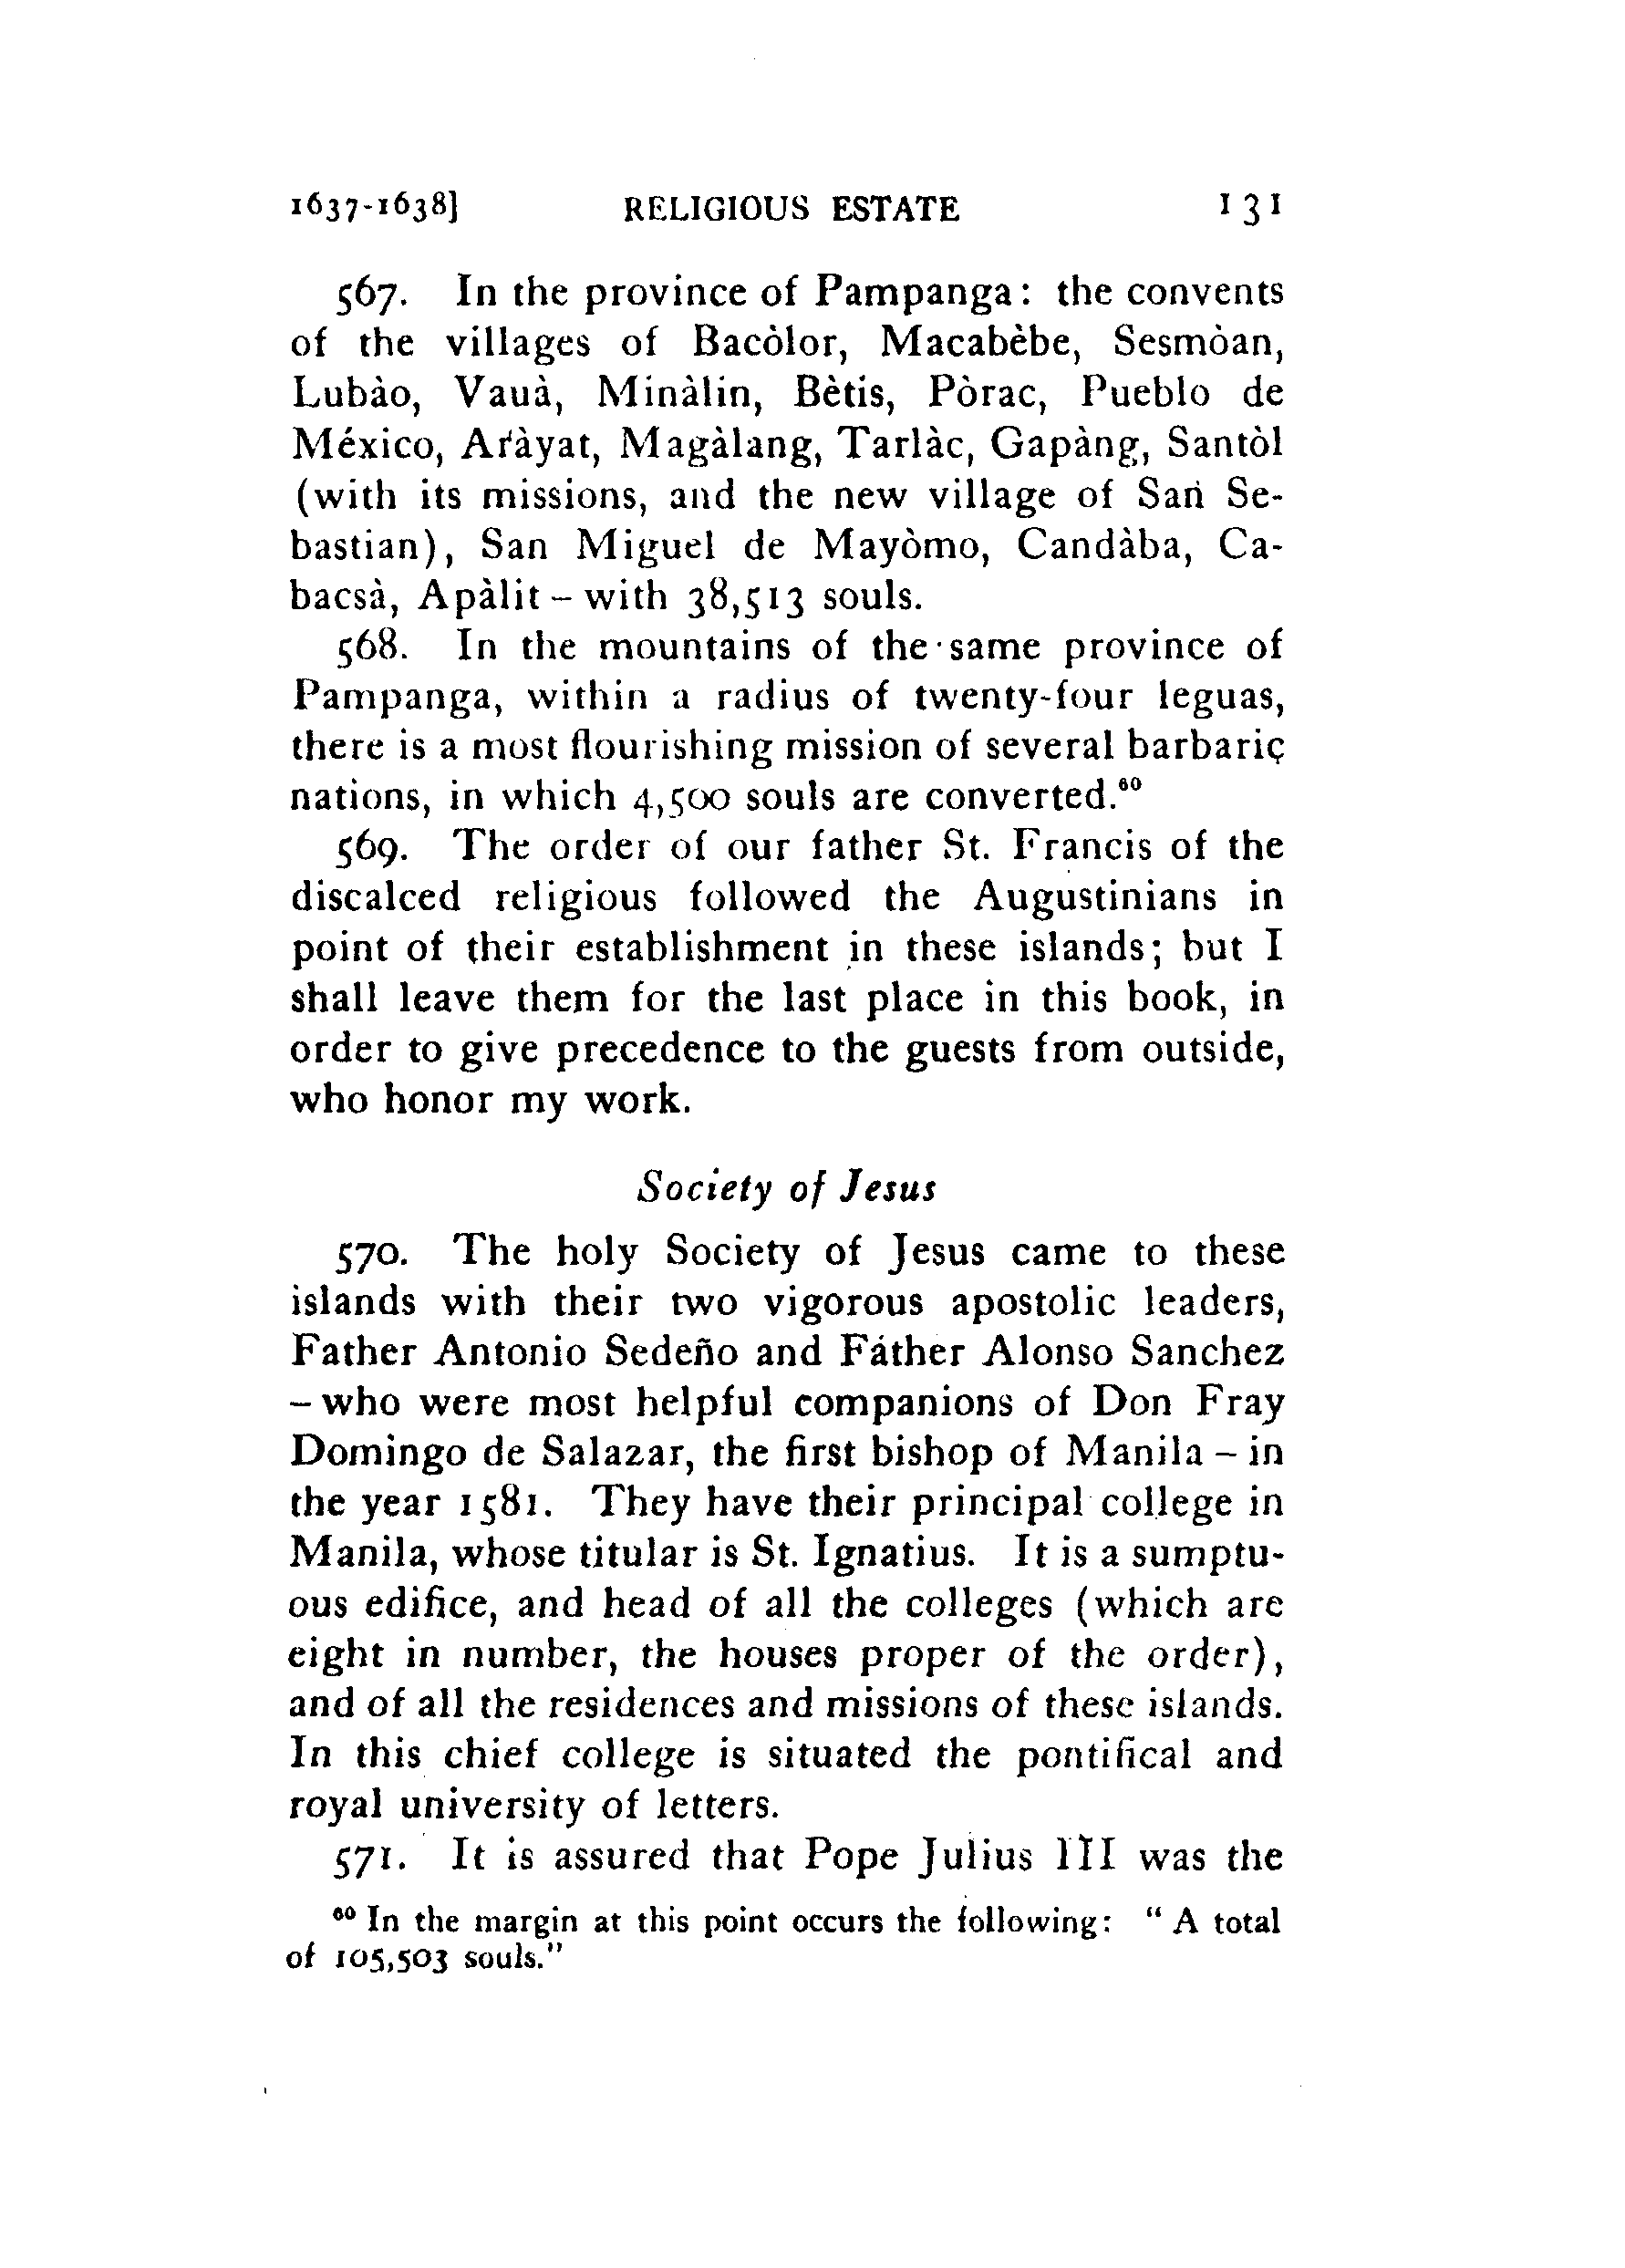 1637-1638] RELIGIOUS ESTATE 131
567. In the province of Pampanga: the convents
of the villages of Bacòlor, Macabèbe, Sesmòan,
Lubào, Vauà, Minàlin, Bètis, Pòrac, Pueblo de
México, Aràyat, Magàlang, Tarlàc, Gapàng, Santòl
(with its missions, and the new village of San Se-
bastian), San Miguel de Mayòmo, Candàba, Ca-
bacsà, Apàlit – with 38,513 souls.
568. In the mountains of the same province of
Pampanga, within a radius of twenty-four leguas,
there is a most flourishing mission of several barbaric
nations, in which 4,500 souls are converted.⁶⁰
569. The order of our father St. Francis of the
discalced religious followed the Augustinians in
point of their establishment in these islands; but I
shall leave them for the last place in this book, in
order to give precedence to the guests from outside,
who honor my work.
Society of Jesus
570. The holy Society of Jesus came to these
islands with their two vigorous apostolic leaders,
Father Antonio Sedeño and Father Alonso Sanchez
– who were most helpful companions of Don Fray
Domingo de Salazar, the first bishop of Manila – in
the year 1581. They have their principal college in
Manila, whose titular is St. Ignatius. It is a sumptu-
ous edifice, and head of all the colleges (which are
eight in number, the houses proper of the order),
and of all the residences and missions of these islands.
In this chief college is situated the pontifical and
royal university of letters.
571. It is assured that Pope Julius III was the
⁶⁰ In the margin at this point occurs the following: "A total
of 105,503 souls."